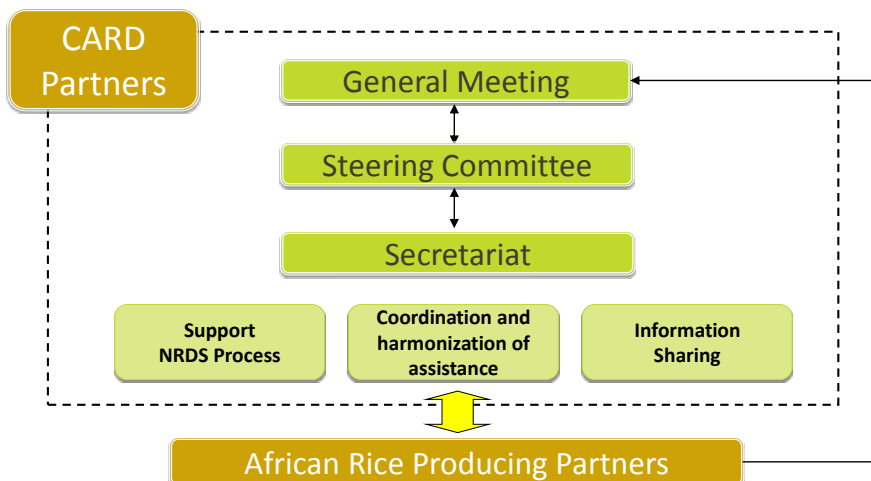 CARD
Partners
General Meeting
Steering Committee
Secretariat
Support
NRDS Process
Coordination and
harmonization of
assistance
Information
Sharing
African Rice Producing Partners